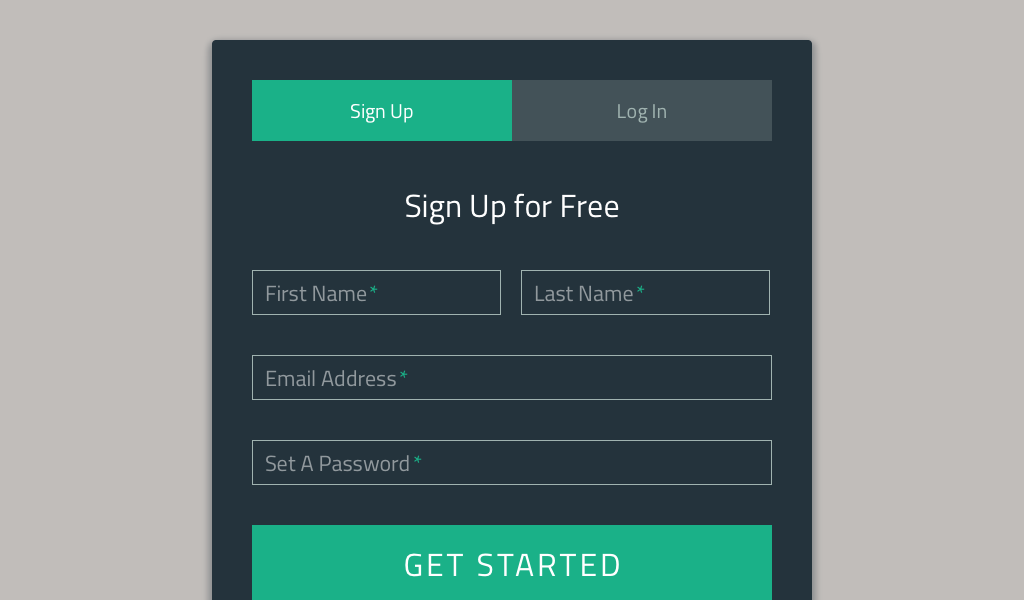 Sign Up Log In
Sign Up for Free
First Name* Last Name*
Email Address*
Set A Password*
GET STARTED